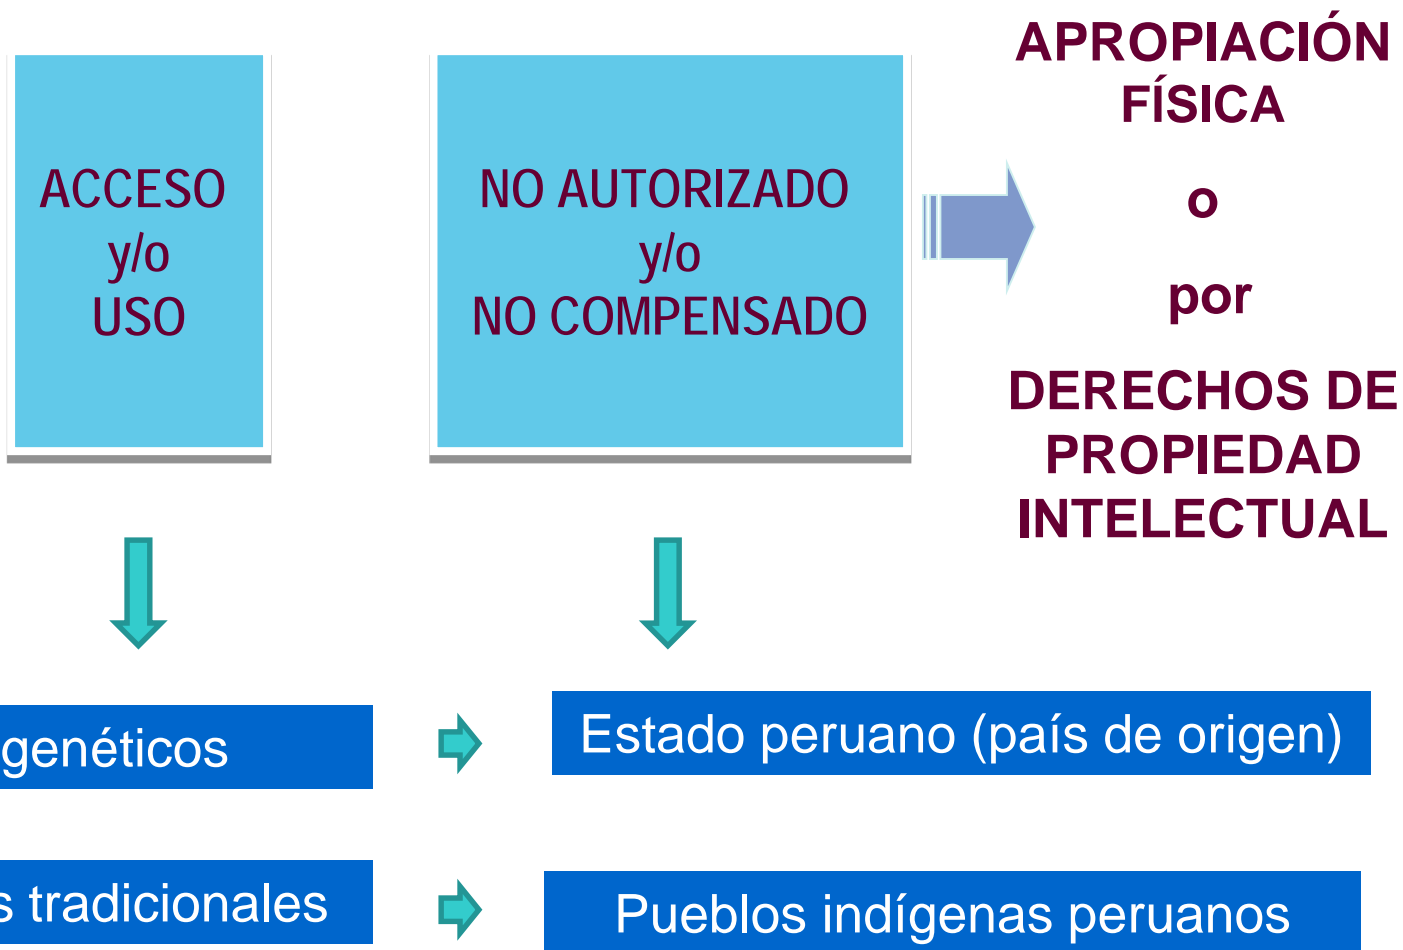 ACCESO
y/o
USO
NO AUTORIZADO
y/o
NO COMPENSADO
APROPIACIÓN
FÍSICA
o
por
DERECHOS DE
PROPIEDAD
INTELECTUAL
genéticos
Estado peruano (país de origen)
s tradicionales
Pueblos indígenas peruanos